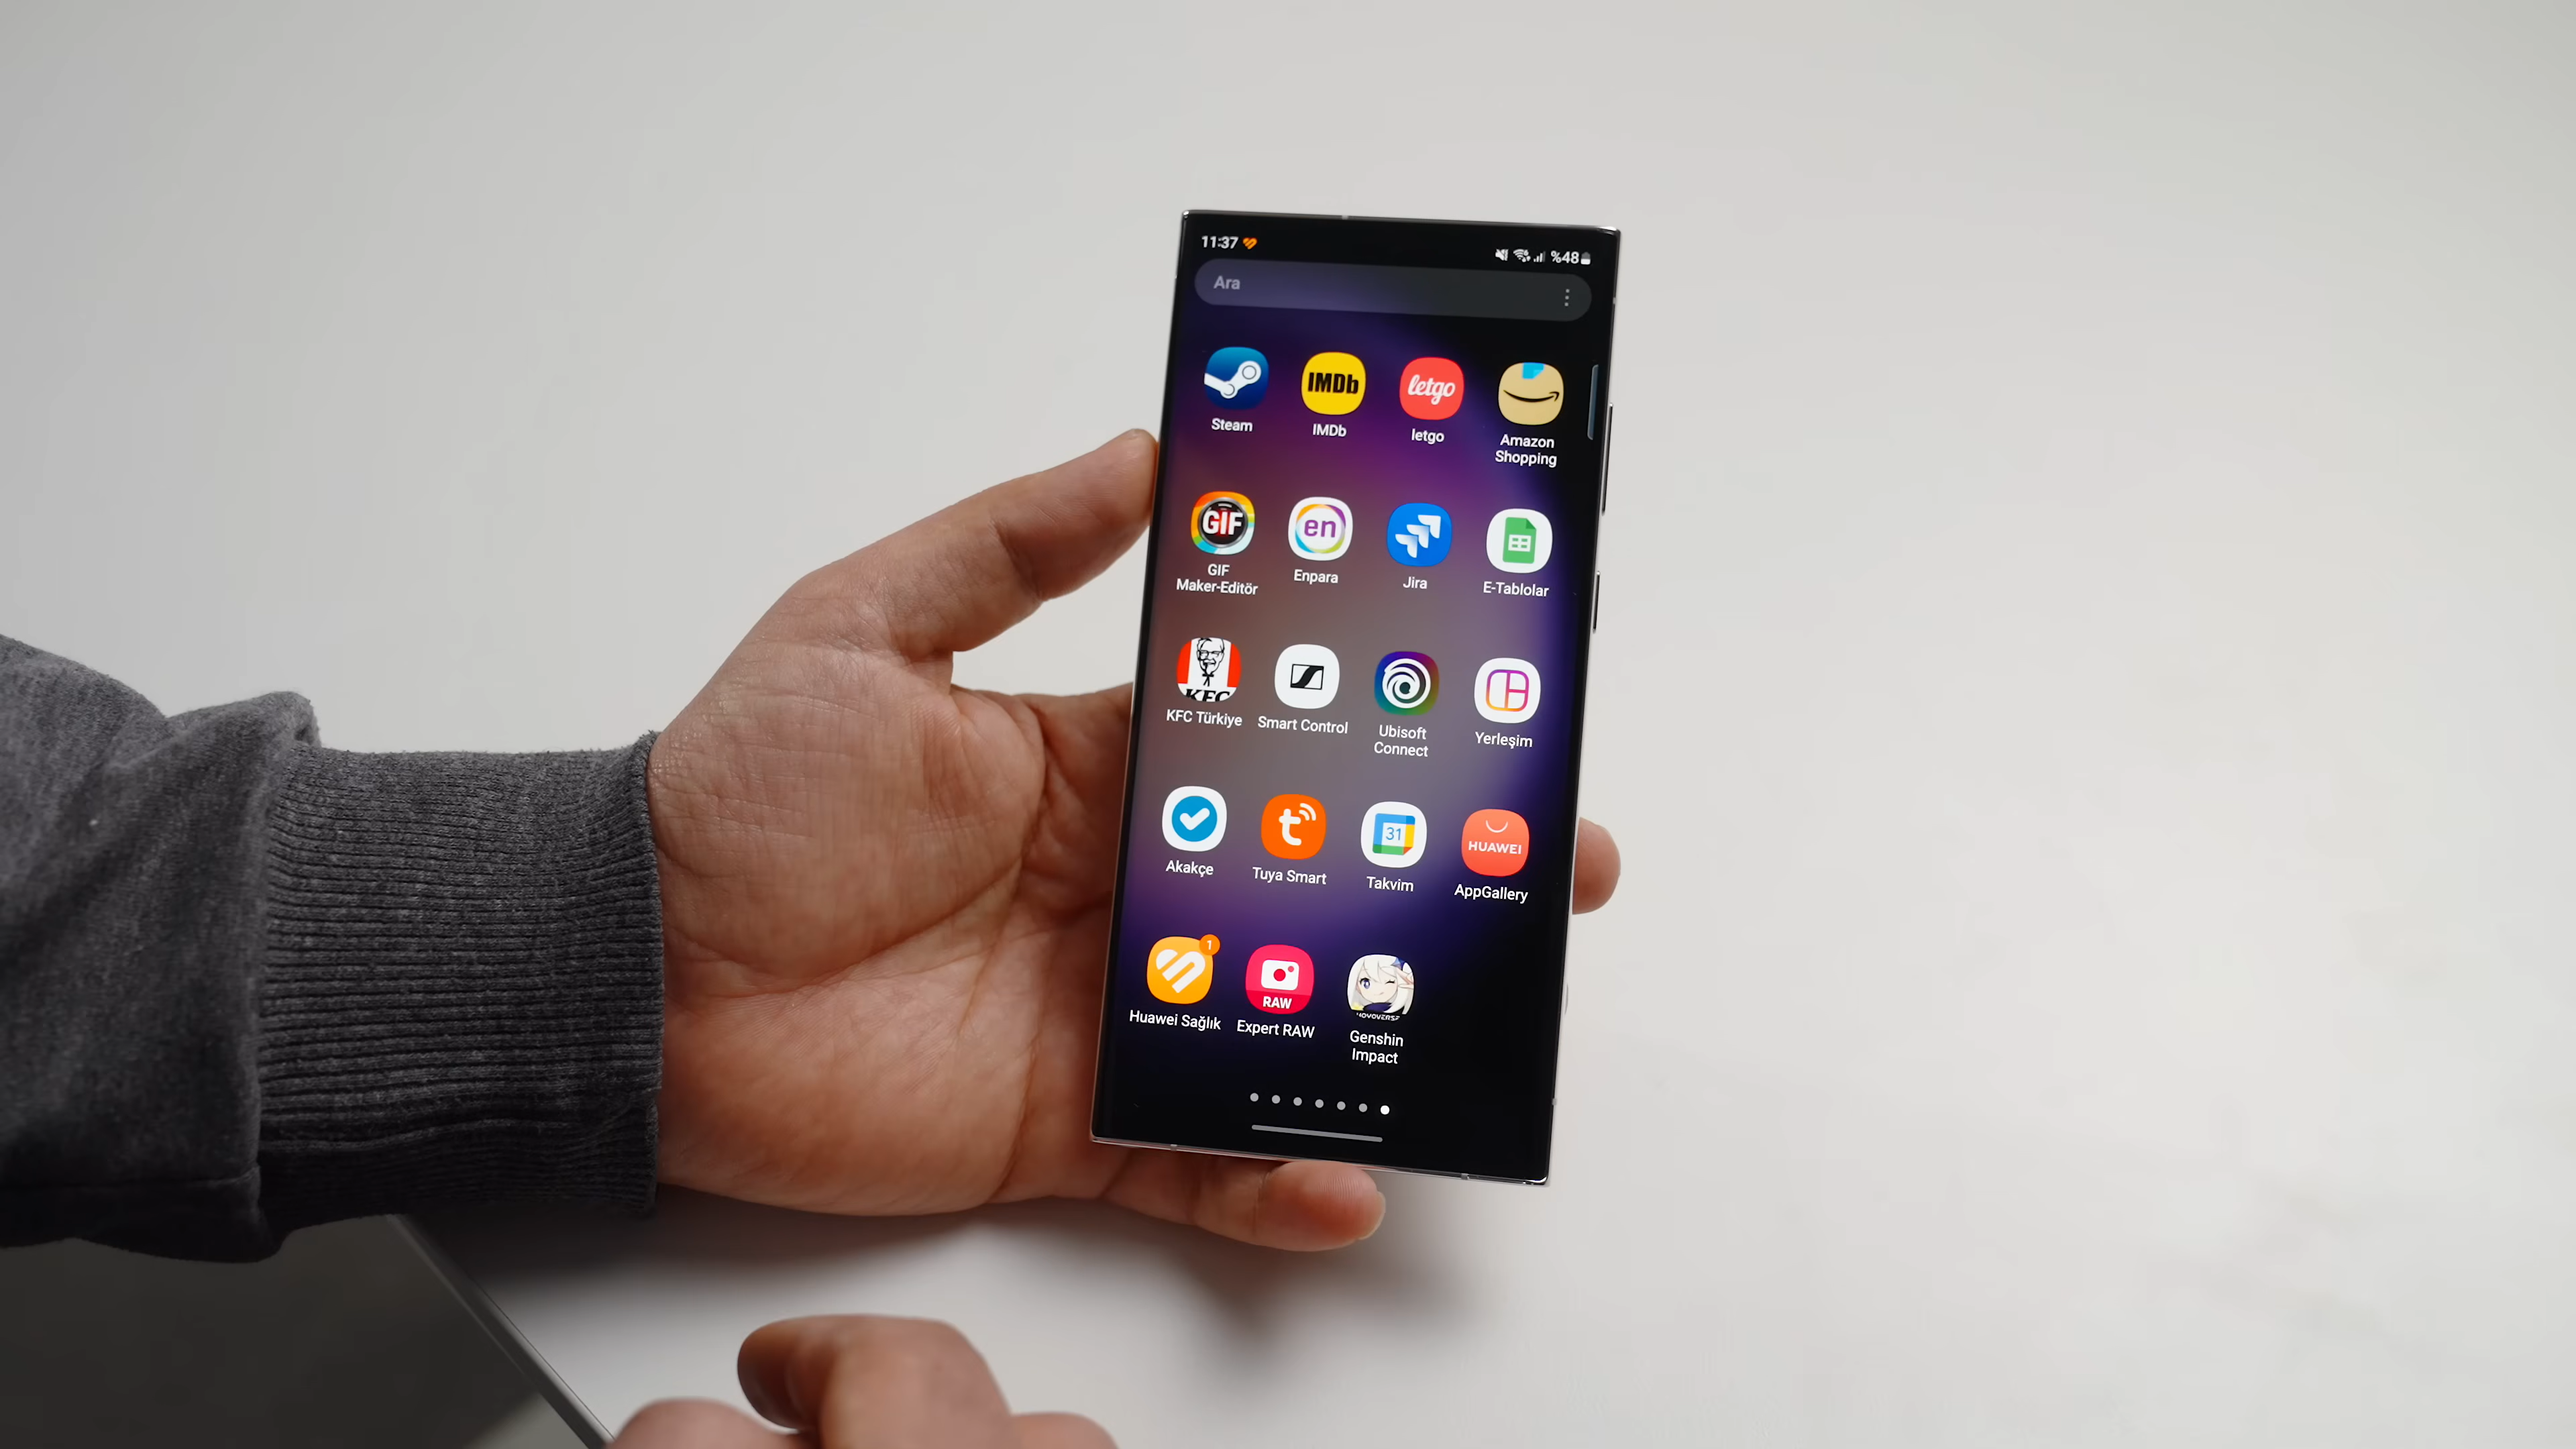 11:37
%48
Ara
IMDb
letgo
Steam
IMDb
letgo
Amazon
Shopping
GIF
en
GIF
Maker-Editör
Enpara
Jira
E-Tablolar
KFC
KFC Türkiye
Smart Control
Ubisoft
Connect
Yerleşim
t
31
HUAWEI
Akakçe
Tuya Smart
Takvim
AppGallery
1
RAW
HOYOVERSE
Huawei Sağlık
Expert RAW
Genshin
Impact